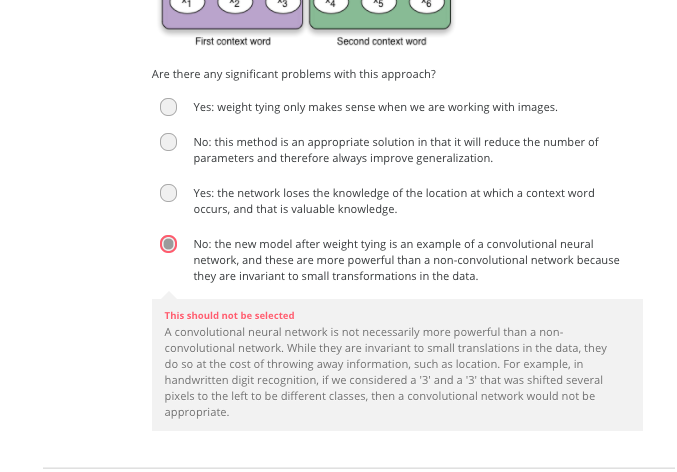 x1 x2 x3 x4 x5 x6
First context word Second context word
Are there any significant problems with this approach?
Yes: weight tying only makes sense when we are working with images.
No: this method is an appropriate solution in that it will reduce the number of
parameters and therefore always improve generalization.
Yes: the network loses the knowledge of the location at which a context word
occurs, and that is valuable knowledge.
No: the new model after weight tying is an example of a convolutional neural
network, and these are more powerful than a non-convolutional network because
they are invariant to small transformations in the data.
This should not be selected
A convolutional neural network is not necessarily more powerful than a non-
convolutional network. While they are invariant to small translations in the data, they
do so at the cost of throwing away information, such as location. For example, in
handwritten digit recognition, if we considered a '3' and a '3' that was shifted several
pixels to the left to be different classes, then a convolutional network would not be
appropriate.